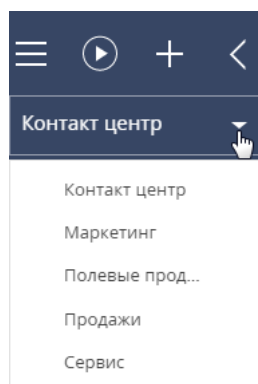 Контакт центр
Контакт центр
Маркетинг
Полевые прод...
Продажи
Сервис